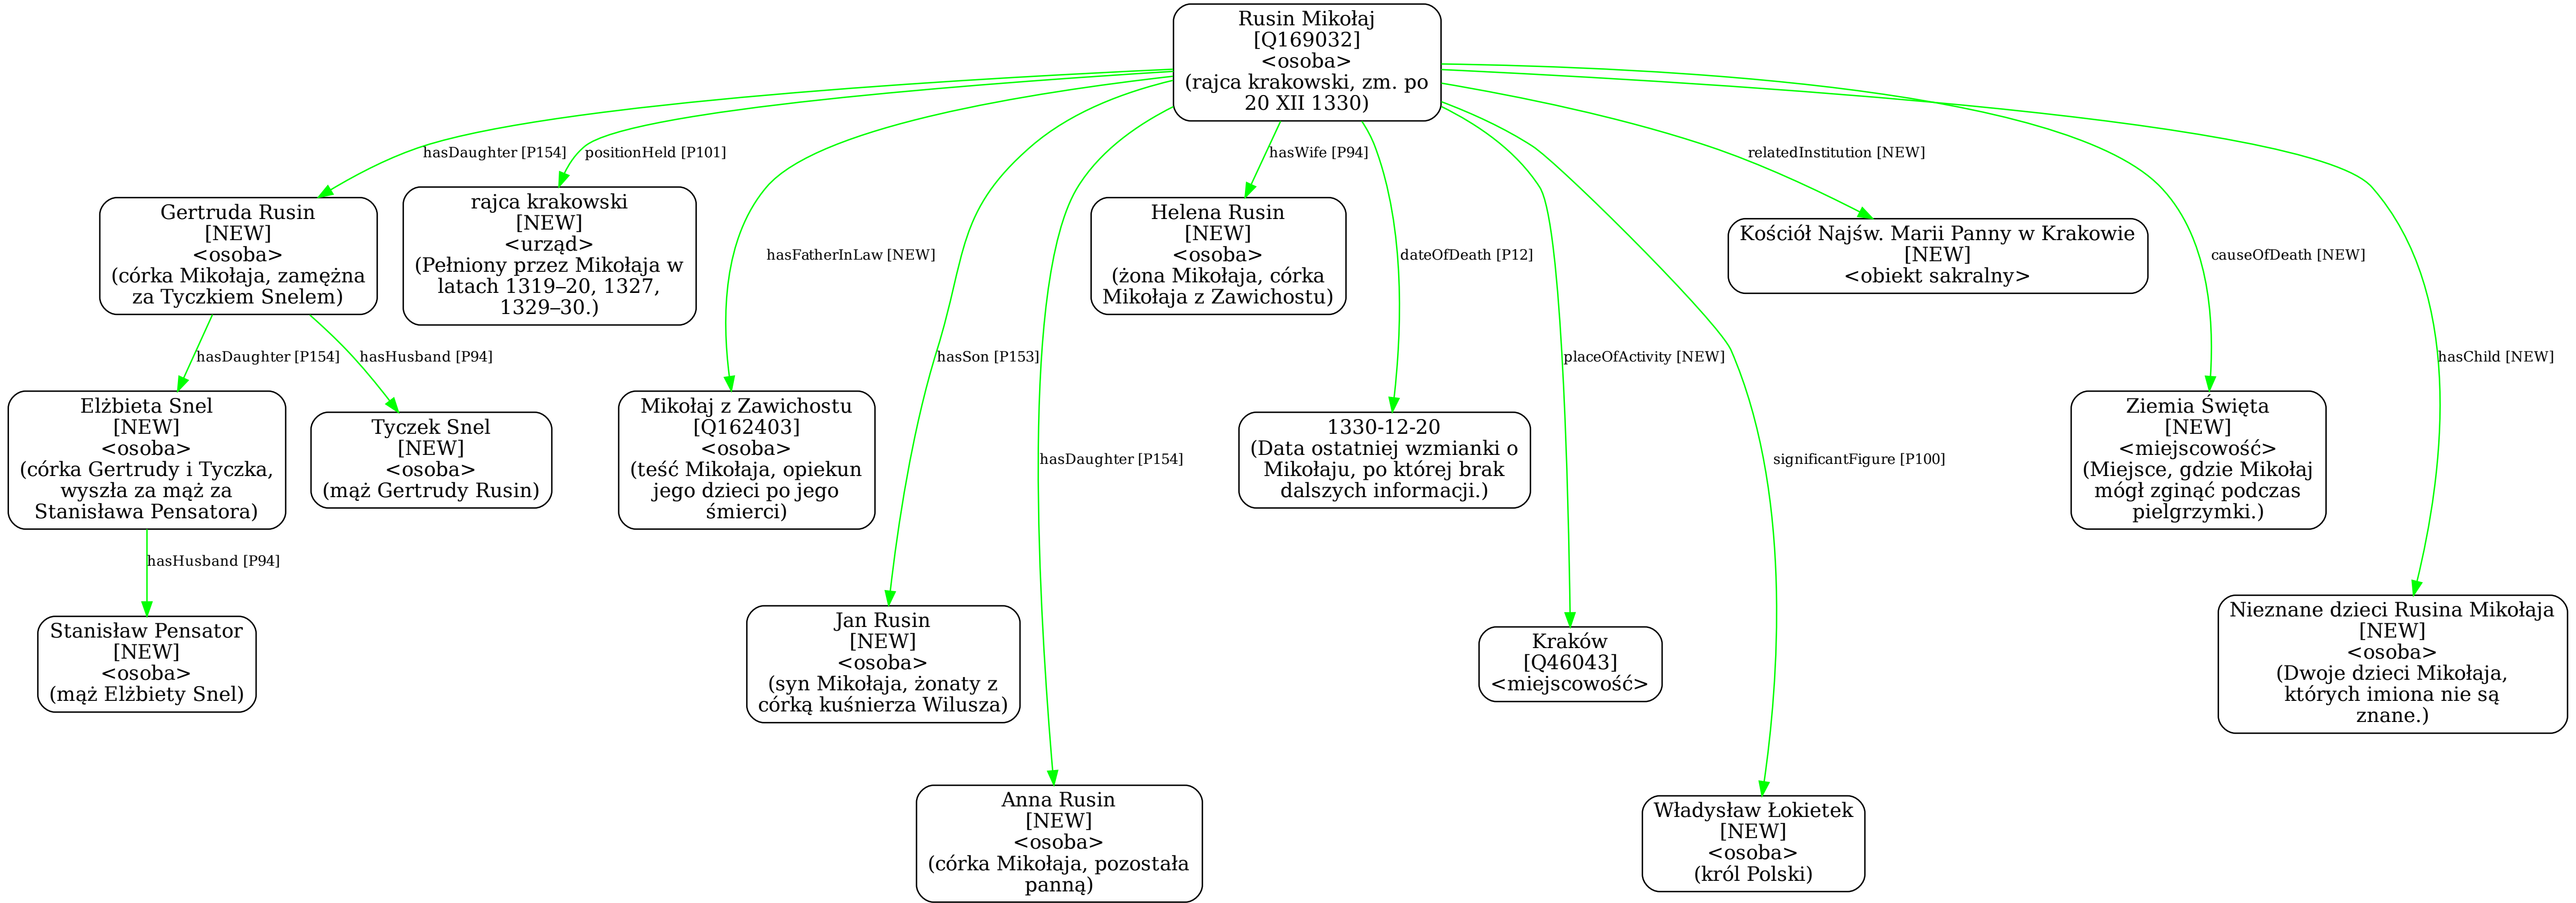 Rusin Mikołaj
[Q169032]
<osoba>
(rajca krakowski, zm. po
20 XII 1330)
hasDaughter [P154]
positionHeld [P101]
hasWife [P94]
relatedInstitution [NEW]
Gertruda Rusin
[NEW]
<osoba>
(córka Mikołaja, zamężna
za Tyczkiem Snelem)
rajca krakowski
[NEW]
<urząd>
(Pełniony przez Mikołaja w
latach 1319–20, 1327,
1329–30.)
hasFatherInLaw [NEW]
Helena Rusin
[NEW]
<osoba>
(żona Mikołaja, córka
Mikołaja z Zawichostu)
dateOfDeath [P12]
Kościół Najśw. Marii Panny w Krakowie
[NEW]
<obiekt sakralny>
causeOfDeath [NEW]
hasDaughter [P154]
hasHusband [P94]
hasSon [P153]
placeOfActivity [NEW]
hasChild [NEW]
Elżbieta Snel
[NEW]
<osoba>
(córka Gertrudy i Tyczka,
wyszła za mąż za
Stanisława Pensatora)
Tyczek Snel
[NEW]
<osoba>
(mąż Gertrudy Rusin)
Mikołaj z Zawichostu
[Q162403]
<osoba>
(teść Mikołaja, opiekun
jego dzieci po jego
śmierci)
hasDaughter [P154]
1330-12-20
(Data ostatniej wzmianki o
Mikołaju, po której brak
dalszych informacji.)
significantFigure [P100]
Ziemia Święta
[NEW]
<miejscowość>
(Miejsce, gdzie Mikołaj
mógł zginąć podczas
pielgrzymki.)
hasHusband [P94]
Stanisław Pensator
[NEW]
<osoba>
(mąż Elżbiety Snel)
Jan Rusin
[NEW]
<osoba>
(syn Mikołaja, żonaty z
córką kuśnierza Wilusza)
Kraków
[Q46043]
<miejscowość>
Nieznane dzieci Rusina Mikołaja
[NEW]
<osoba>
(Dwoje dzieci Mikołaja,
których imiona nie są
znane.)
Anna Rusin
[NEW]
<osoba>
(córka Mikołaja, pozostała
panną)
Władysław Łokietek
[NEW]
<osoba>
(król Polski)